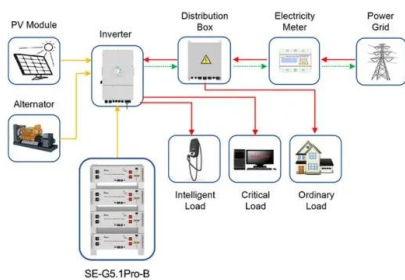 PV Module
Inverter
Distribution
Box
Electricity
Meter
Power
Grid
Alternator
Intelligent
Load
Critical
Load
Ordinary
Load
SE-G5.1Pro-B